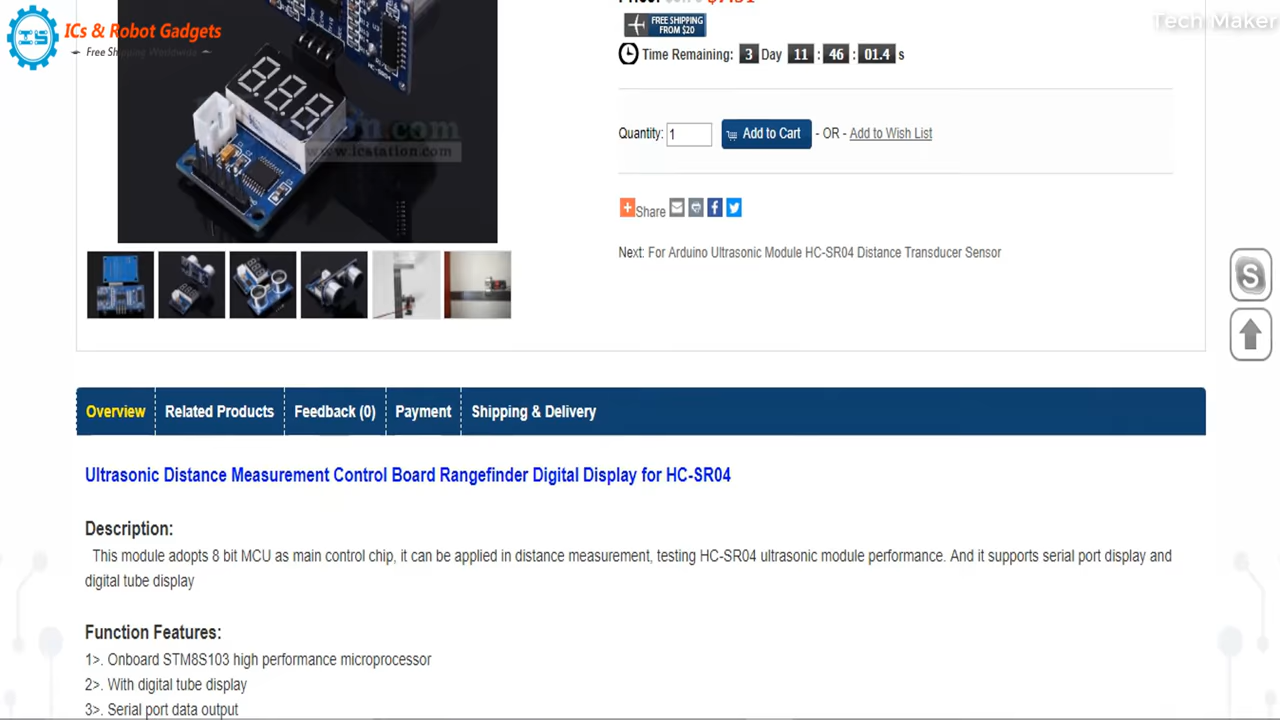 ICs & Robot Gadgets
Free Shipping Worldwide
Tech Maker
FREE SHIPPING
FROM $20
Time Remaining: 3 Day 11 : 46 : 01.4 s
HC-SR04
www.icstation.com
Quantity: 1 Add to Cart - OR - Add to Wish List
Share
Next: For Arduino Ultrasonic Module HC-SR04 Distance Transducer Sensor
Overview Related Products Feedback (0) Payment Shipping & Delivery
Ultrasonic Distance Measurement Control Board Rangefinder Digital Display for HC-SR04
Description:
This module adopts 8 bit MCU as main control chip, it can be applied in distance measurement, testing HC-SR04 ultrasonic module performance. And it supports serial port display and
digital tube display
Function Features:
1>. Onboard STM8S103 high performance microprocessor
2>. With digital tube display
3>. Serial port data output